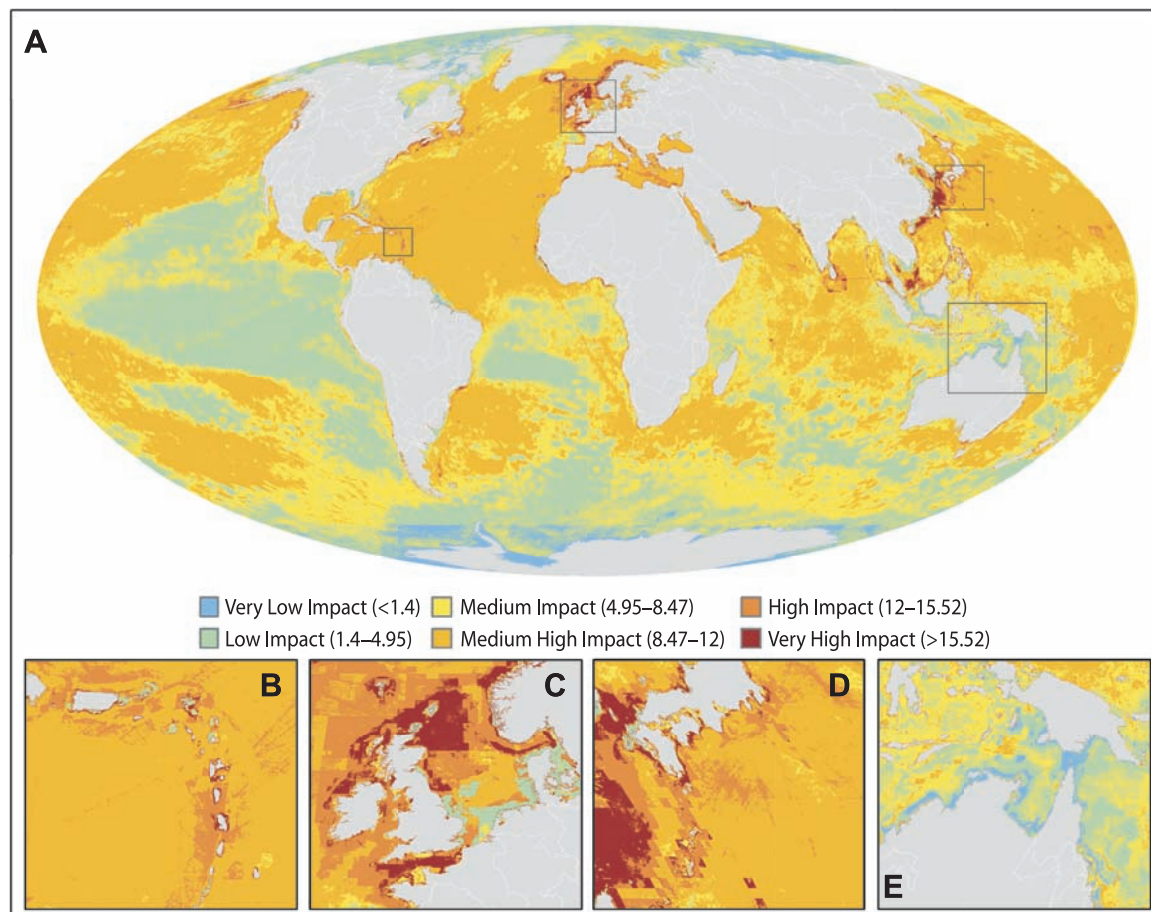 A
Very Low Impact (<1.4)
Medium Impact (4.95–8.47)
High Impact (12–15.52)
Low Impact (1.4–4.95)
Medium High Impact (8.47–12)
Very High Impact (>15.52)
B
C
D
E